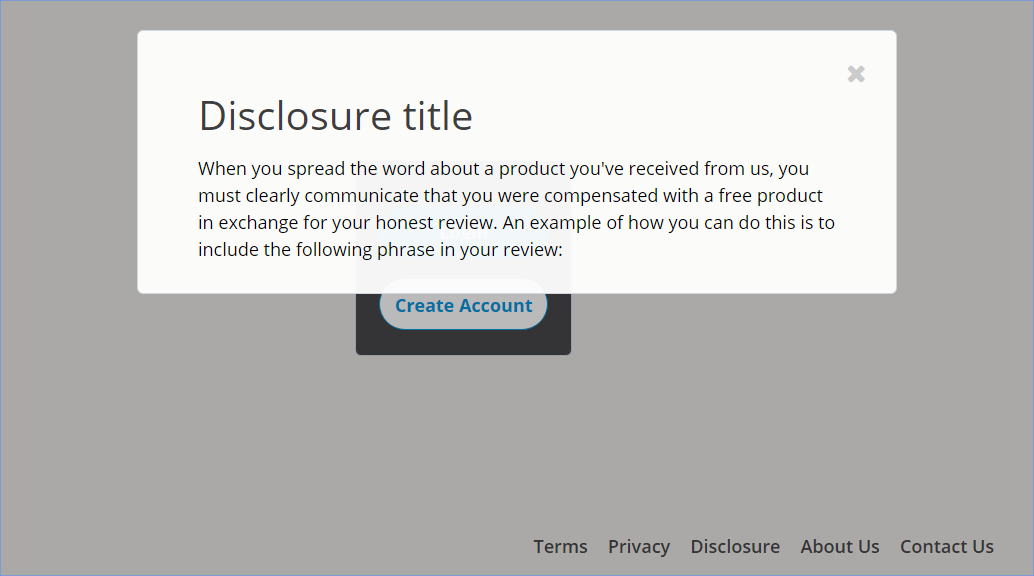 Disclosure title
When you spread the word about a product you've received from us, you
must clearly communicate that you were compensated with a free product
in exchange for your honest review. An example of how you can do this is to
include the following phrase in your review:
Create Account
Terms Privacy Disclosure About Us Contact Us